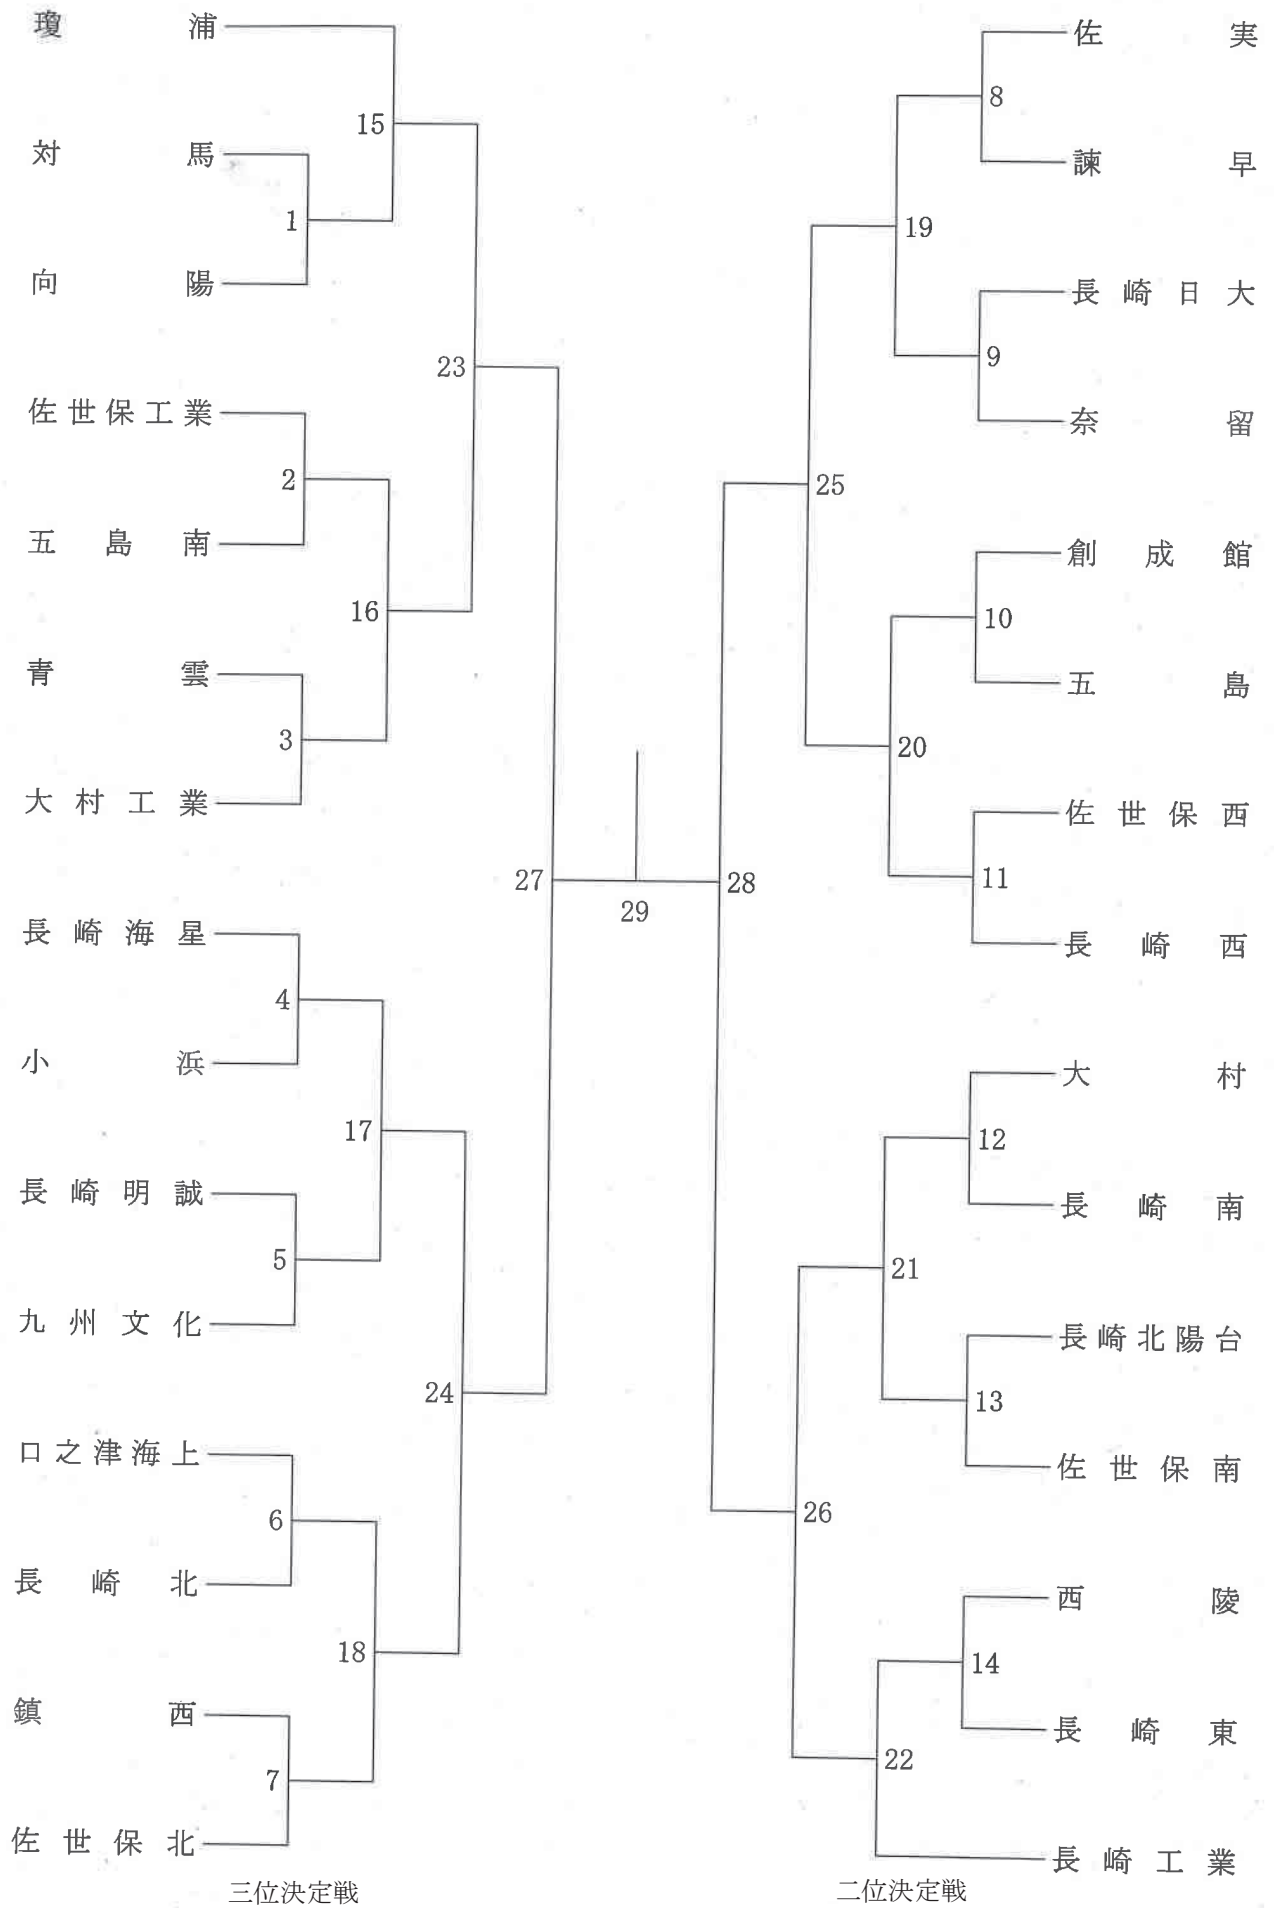 瓊浦
15
対馬
1
向陽
23
佐世保工業
2
五島南
16
青雲
3
大村工業
27
長崎海星
4
小浜
17
長崎明誠
5
九州文化
24
口之津海上
6
長崎北
18
鎮西
7
佐世保北
三位決定戦
29
佐実
8
諫早
19
長崎日大
9
奈留
25
創成館
10
五島
20
佐世保西
11
長崎西
28
大村
12
長崎南
21
長崎北陽台
13
佐世保南
26
西陵
14
長崎東
22
長崎工業
二位決定戦